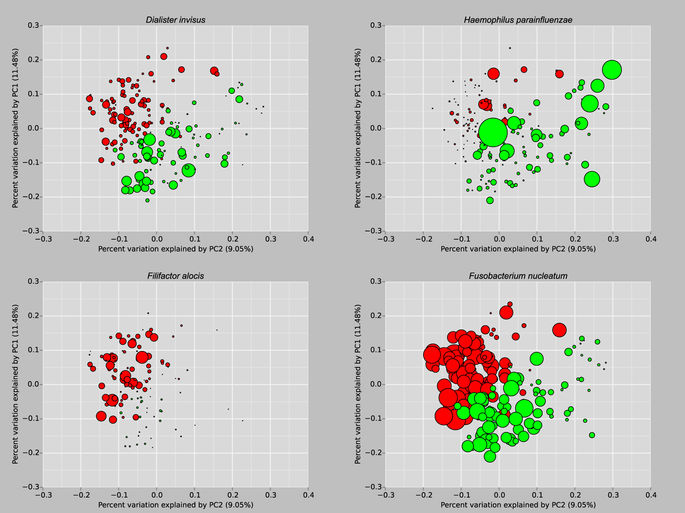 Dialister invisus
Haemophilus parainfluenzae
0.3 0.2 0.1 0.0 −0.1 −0.2 −0.3
Percent variation explained by PC1 (11.48%)
−0.3 −0.2 −0.1 0.0 0.1 0.2 0.3 0.4
Percent variation explained by PC2 (9.05%)
0.3 0.2 0.1 0.0 −0.1 −0.2 −0.3
Percent variation explained by PC1 (11.48%)
−0.3 −0.2 −0.1 0.0 0.1 0.2 0.3 0.4
Percent variation explained by PC2 (9.05%)
Filifactor alocis
Fusobacterium nucleatum
0.3 0.2 0.1 0.0 −0.1 −0.2 −0.3
Percent variation explained by PC1 (11.48%)
−0.3 −0.2 −0.1 0.0 0.1 0.2 0.3 0.4
Percent variation explained by PC2 (9.05%)
0.3 0.2 0.1 0.0 −0.1 −0.2 −0.3
Percent variation explained by PC1 (11.48%)
−0.3 −0.2 −0.1 0.0 0.1 0.2 0.3 0.4
Percent variation explained by PC2 (9.05%)